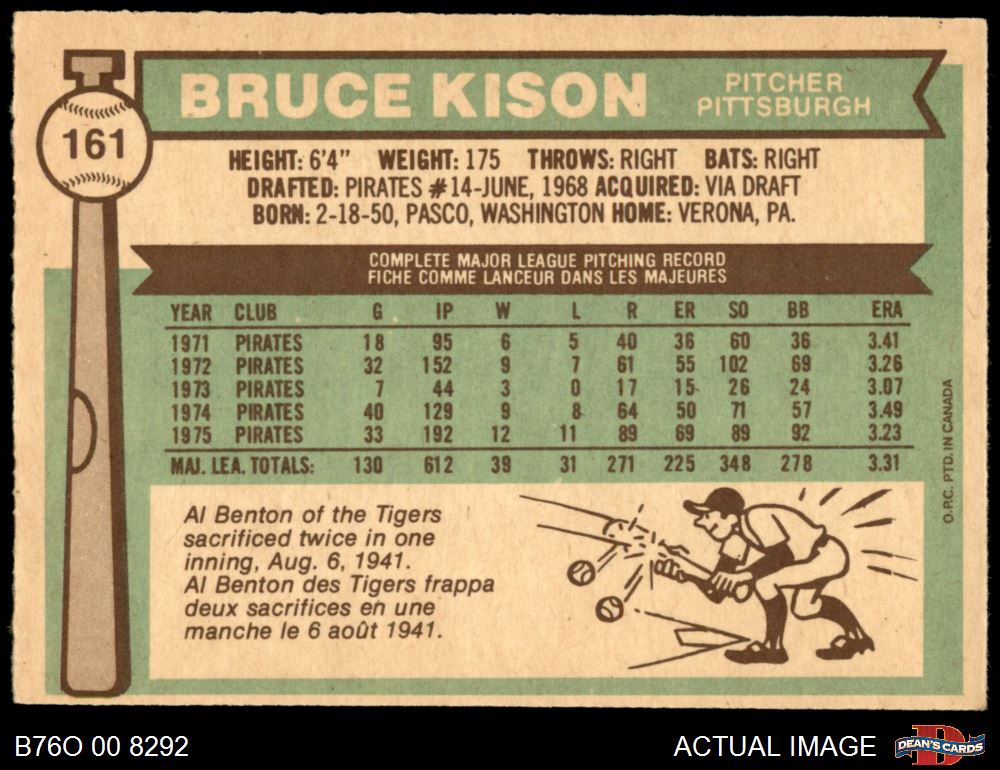 BRUCE KISON
PITCHER
PITTSBURGH
161
HEIGHT: 6'4" WEIGHT: 175 THROWS: RIGHT BATS: RIGHT
DRAFTED: PIRATES #14-JUNE, 1968 ACQUIRED: VIA DRAFT
BORN: 2-18-50, PASCO, WASHINGTON HOME: VERONA, PA.
COMPLETE MAJOR LEAGUE PITCHING RECORD
FICHE COMME LANCEUR DANS LES MAJEURES
YEAR CLUB G IP W L R ER SO BB ERA
1971 PIRATES 18 95 6 5 40 36 60 36 3.41
1972 PIRATES 32 152 9 7 61 55 102 69 3.26
1973 PIRATES 7 44 3 0 17 15 26 24 3.07
1974 PIRATES 40 129 9 8 64 50 71 57 3.49
1975 PIRATES 33 192 12 11 89 69 89 92 3.23
MAJ. LEA. TOTALS: 130 612 39 31 271 225 348 278 3.31
Al Benton of the Tigers
sacrificed twice in one
inning, Aug. 6, 1941.
Al Benton des Tigers frappa
deux sacrifices en une
manche le 6 août 1941.
O.P.C. PTD. IN CANADA
B76O 00 8292
ACTUAL IMAGE
D
DEAN'S CARDS